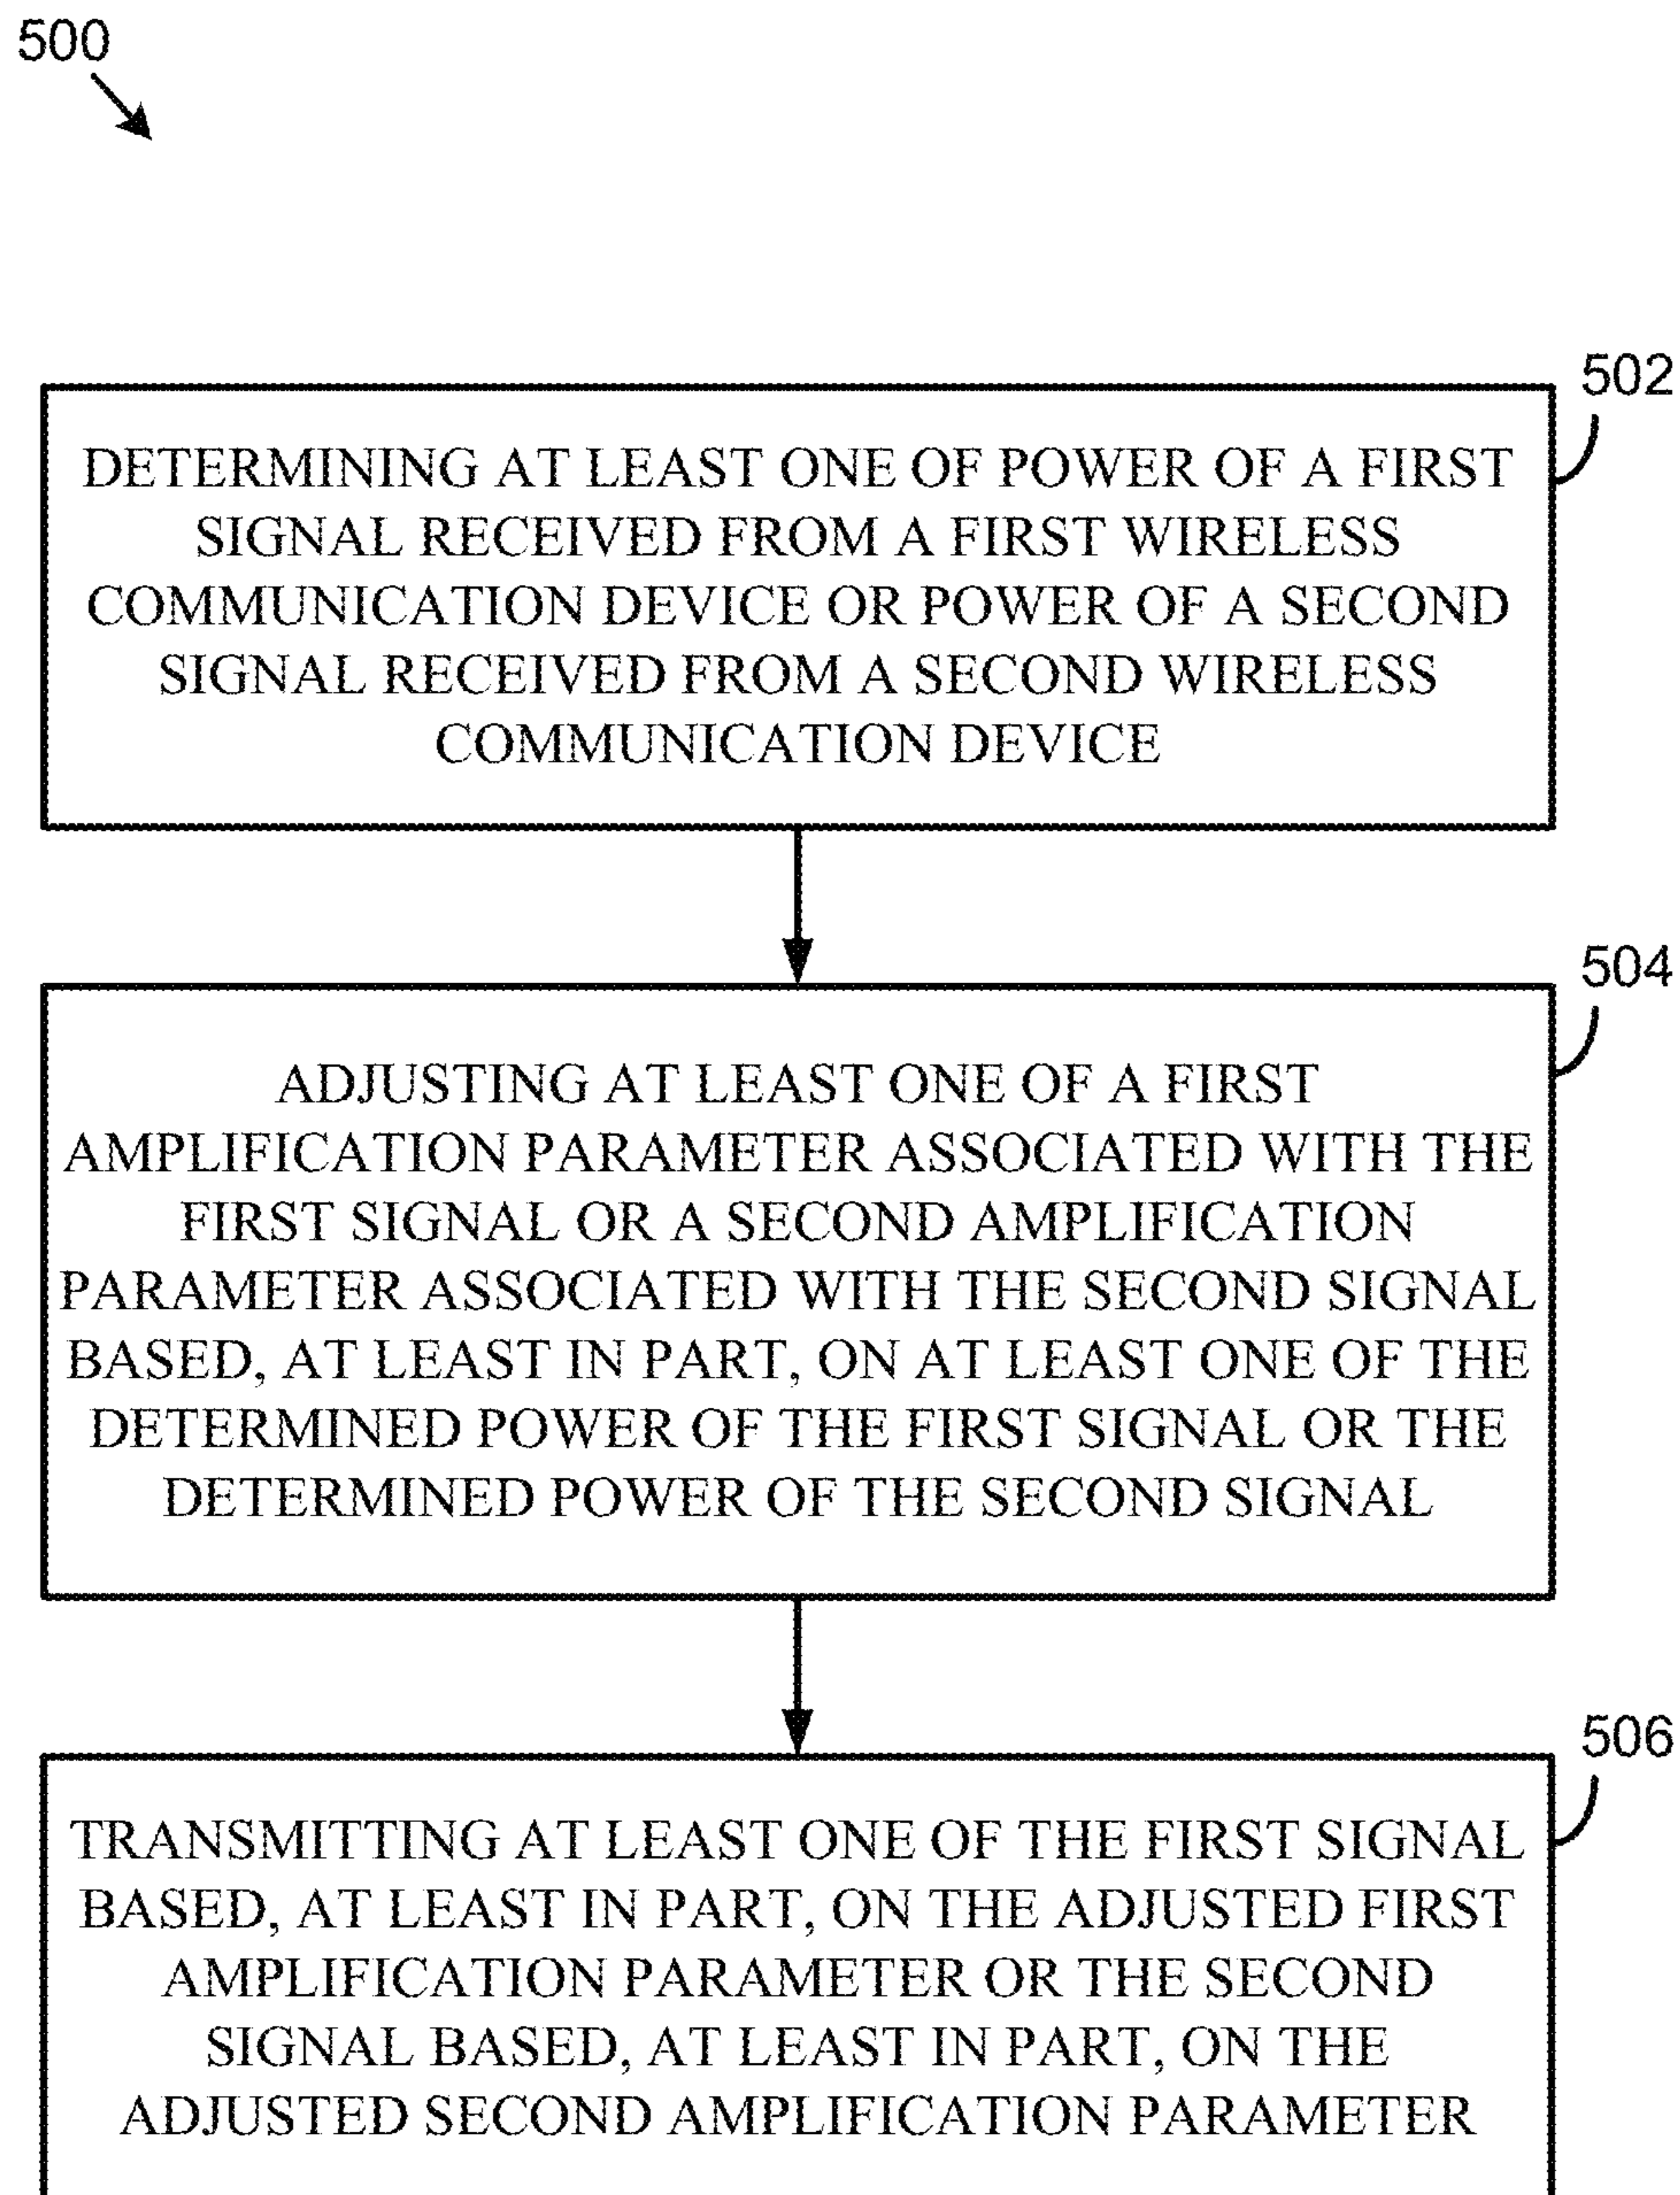 500
502
DETERMINING AT LEAST ONE OF POWER OF A FIRST
SIGNAL RECEIVED FROM A FIRST WIRELESS
COMMUNICATION DEVICE OR POWER OF A SECOND
SIGNAL RECEIVED FROM A SECOND WIRELESS
COMMUNICATION DEVICE
504
ADJUSTING AT LEAST ONE OF A FIRST
AMPLIFICATION PARAMETER ASSOCIATED WITH THE
FIRST SIGNAL OR A SECOND AMPLIFICATION
PARAMETER ASSOCIATED WITH THE SECOND SIGNAL
BASED, AT LEAST IN PART, ON AT LEAST ONE OF THE
DETERMINED POWER OF THE FIRST SIGNAL OR THE
DETERMINED POWER OF THE SECOND SIGNAL
506
TRANSMITTING AT LEAST ONE OF THE FIRST SIGNAL
BASED, AT LEAST IN PART, ON THE ADJUSTED FIRST
AMPLIFICATION PARAMETER OR THE SECOND
SIGNAL BASED, AT LEAST IN PART, ON THE
ADJUSTED SECOND AMPLIFICATION PARAMETER